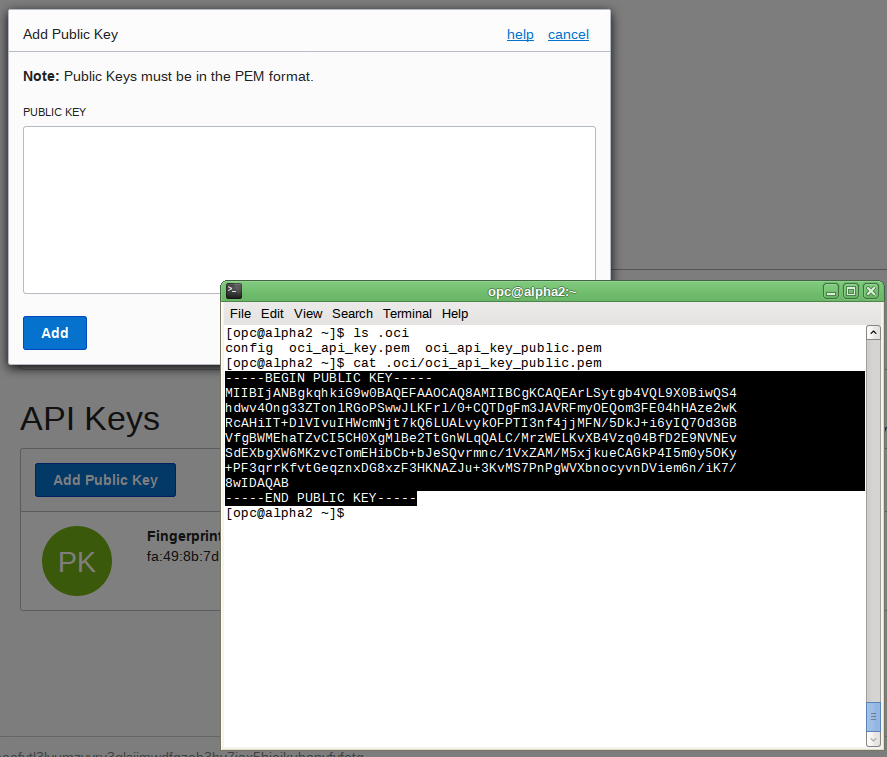 Add Public Key help cancel
Note: Public Keys must be in the PEM format.
PUBLIC KEY
Add
API Keys
Add Public Key
PK
Fingerprint
fa:49:8b:7d
opc@alpha2:~
File Edit View Search Terminal Help
[opc@alpha2 ~]$ ls .oci
config oci_api_key.pem oci_api_key_public.pem
[opc@alpha2 ~]$ cat .oci/oci_api_key_public.pem
-----BEGIN PUBLIC KEY-----
MIIBIjANBgkqhkiG9w0BAQEFAAOCAQ8AMIIBCgKCAQEArLSytgb4VQL9X0BiwQS4
hdwv4Ong33ZTonlRGoPSwwJLKFrl/0+CQTDgFm3JAVRFmyOEQom3FE04hHAze2wK
RcAHiIT+DlVIvuIHWcmNjt7kQ6LUALvykOFPTI3nf4jjMFN/5DkJ+i6yIQ7Od3GB
VfgBWMEhaTZvCI5CH0XgMlBe2TtGnWLqQALC/MrzWELKvXB4Vzq04BfD2E9NVNEv
SdEXbgXW6MKzvcTomEHibCb+bJeSQvrmnc/1VxZAM/M5xjkueCAGkP4I5m0y5OKy
+PF3qrrKfvtGeqznxDG8xzF3HKNAZJu+3KvMS7PnPgWVXbnocyvnDViem6n/iK7/
8wIDAQAB
-----END PUBLIC KEY-----
[opc@alpha2 ~]$